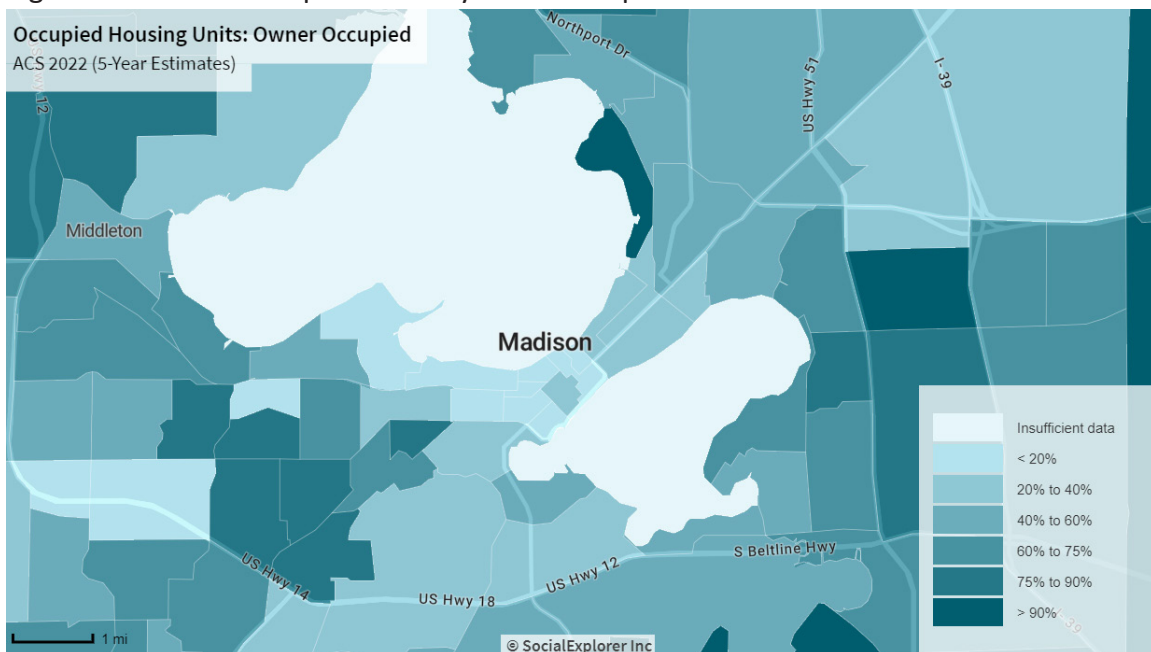 Occupied Housing Units: Owner Occupied
ACS 2022 (5-Year Estimates)
Northport Dr
US Hwy 51
I- 39
Middleton
Madison
Insufficient data
< 20%
20% to 40%
40% to 60%
60% to 75%
75% to 90%
> 90%
S Beltline Hwy
US Hwy 12
US Hwy 14
US Hwy 18
I- 39
1 mi
© SocialExplorer Inc